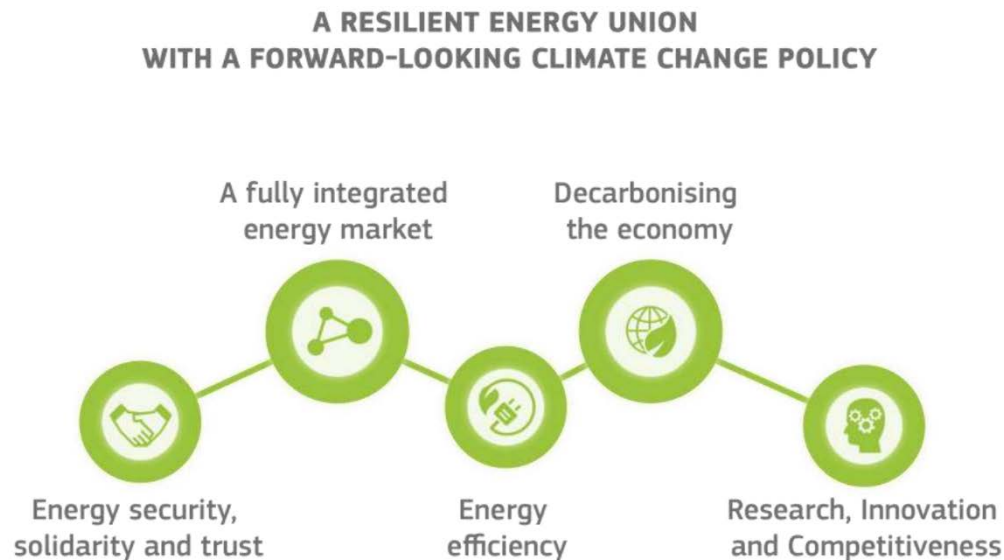 A RESILIENT ENERGY UNION
WITH A FORWARD-LOOKING CLIMATE CHANGE POLICY
A fully integrated
energy market
Decarbonising
the economy
Energy security,
solidarity and trust
Energy
efficiency
Research, Innovation
and Competitiveness